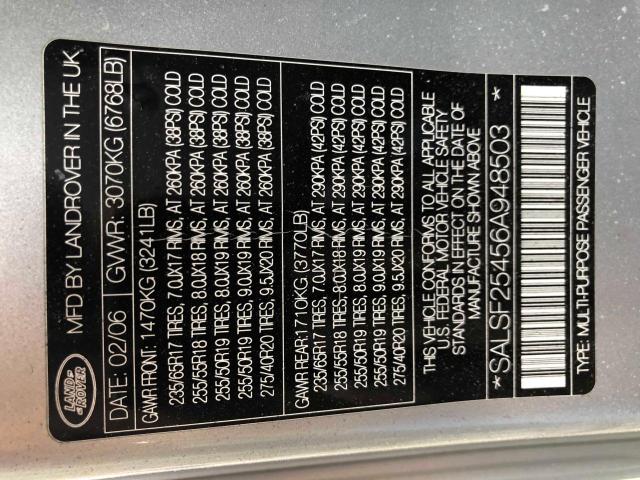 LAND ROVER
MFD BY LANDROVER IN THE UK
DATE: 02/06 GVWR: 3070KG (6768LB)
GAWR FRONT: 1470KG (3241LB)
235/65R17 TIRES, 7.0JX17 RIMS, AT 260KPA (38PSI) COLD
255/55R18 TIRES, 8.0JX18 RIMS, AT 260KPA (38PSI) COLD
255/50R19 TIRES, 8.0JX19 RIMS, AT 260KPA (38PSI) COLD
255/50R19 TIRES, 9.0JX19 RIMS, AT 260KPA (38PSI) COLD
275/40R20 TIRES, 9.5JX20 RIMS, AT 260KPA (38PSI) COLD
GAWR REAR: 1710KG (3770LB)
235/65R17 TIRES, 7.0JX17 RIMS, AT 290KPA (42PSI) COLD
255/55R18 TIRES, 8.0JX18 RIMS, AT 290KPA (42PSI) COLD
255/50R19 TIRES, 8.0JX19 RIMS, AT 290KPA (42PSI) COLD
255/50R19 TIRES, 9.0JX19 RIMS, AT 290KPA (42PSI) COLD
275/40R20 TIRES, 9.5JX20 RIMS, AT 290KPA (42PSI) COLD
THIS VEHICLE CONFORMS TO ALL APPLICABLE
U.S. FEDERAL MOTOR VEHICLE SAFETY
STANDARDS IN EFFECT ON THE DATE OF
MANUFACTURE SHOWN ABOVE
*SALSF25456A948503 *
TYPE: MULTI-PURPOSE PASSENGER VEHICLE